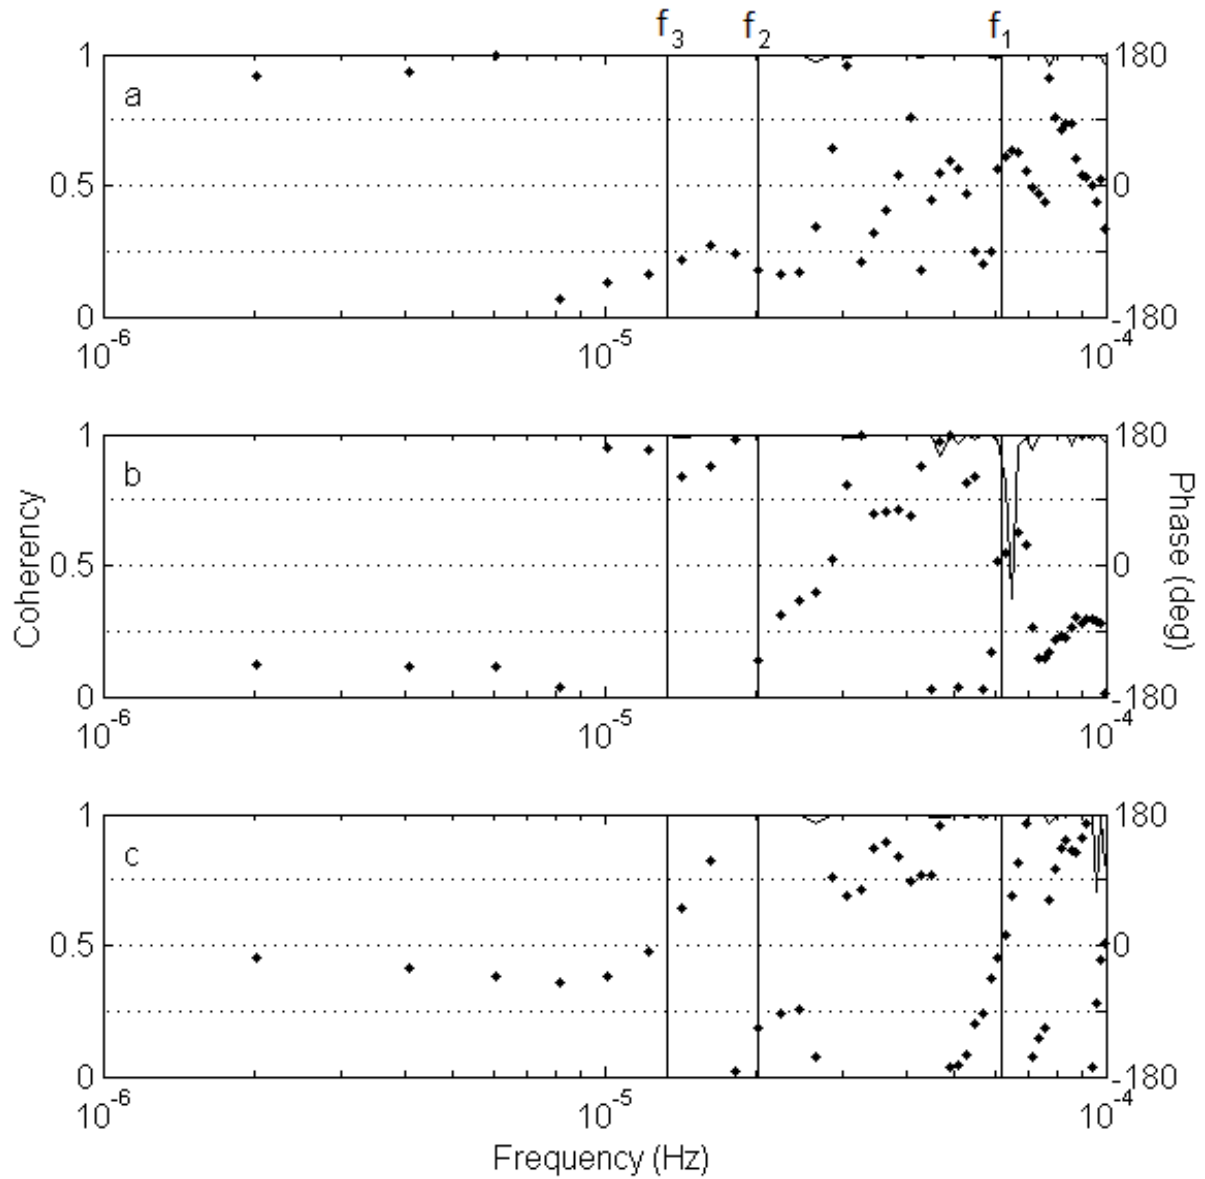 f₃ f₂ f₁
1 180
a
0.5 0
0 -180
10⁻⁶ 10⁻⁵ 10⁻⁴
1 180
b
0.5 0
0 -180
10⁻⁶ 10⁻⁵ 10⁻⁴
Coherency
Phase (deg)
1 180
c
0.5 0
0 -180
10⁻⁶ 10⁻⁵ 10⁻⁴
Frequency (Hz)